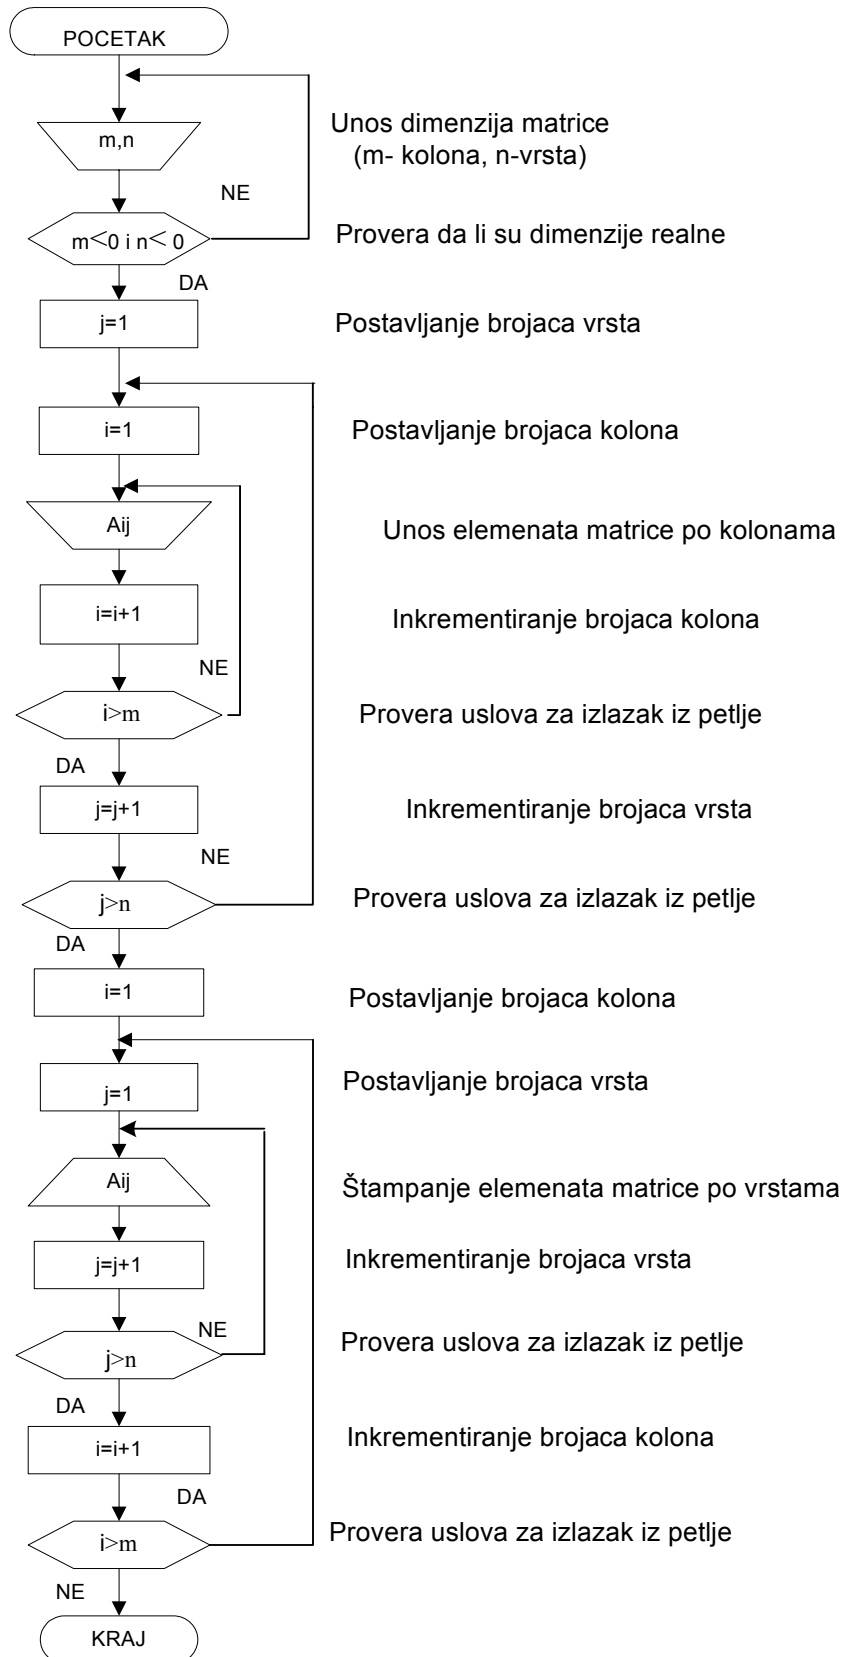 POCETAK
m,n
Unos dimenzija matrice
(m- kolona, n-vrsta)
NE
m<0 i n< 0
Provera da li su dimenzije realne
DA
j=1
Postavljanje brojaca vrsta
i=1
Postavljanje brojaca kolona
Aij
Unos elemenata matrice po kolonama
i=i+1
Inkrementiranje brojaca kolona
NE
i>m
Provera uslova za izlazak iz petlje
DA
j=j+1
Inkrementiranje brojaca vrsta
NE
j>n
Provera uslova za izlazak iz petlje
DA
i=1
Postavljanje brojaca kolona
j=1
Postavljanje brojaca vrsta
Aij
Štampanje elemenata matrice po vrstama
j=j+1
Inkrementiranje brojaca vrsta
NE
j>n
Provera uslova za izlazak iz petlje
DA
i=i+1
Inkrementiranje brojaca kolona
DA
i>m
Provera uslova za izlazak iz petlje
NE
KRAJ